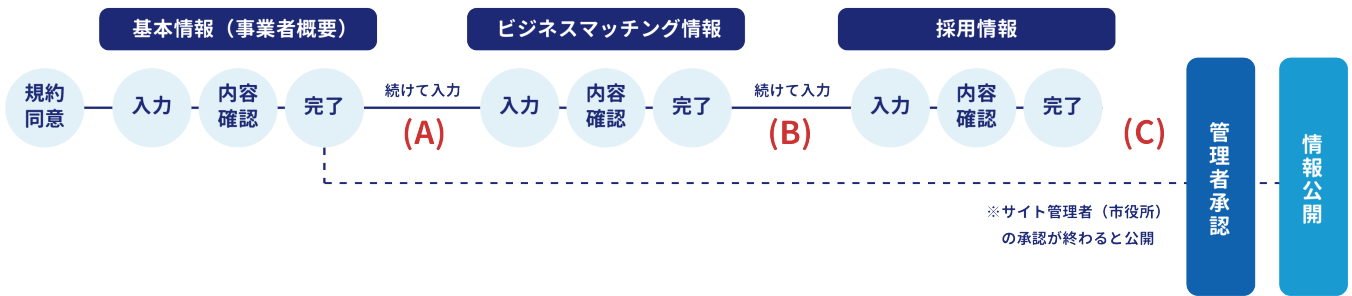 基本情報（事業者概要）
ビジネスマッチング情報
採用情報
規約
同意
入力
内容
確認
完了
続けて入力
(A)
入力
内容
確認
完了
続けて入力
(B)
入力
内容
確認
完了
(C)
管理者承認
情報公開
※サイト管理者（市役所）
の承認が終わると公開